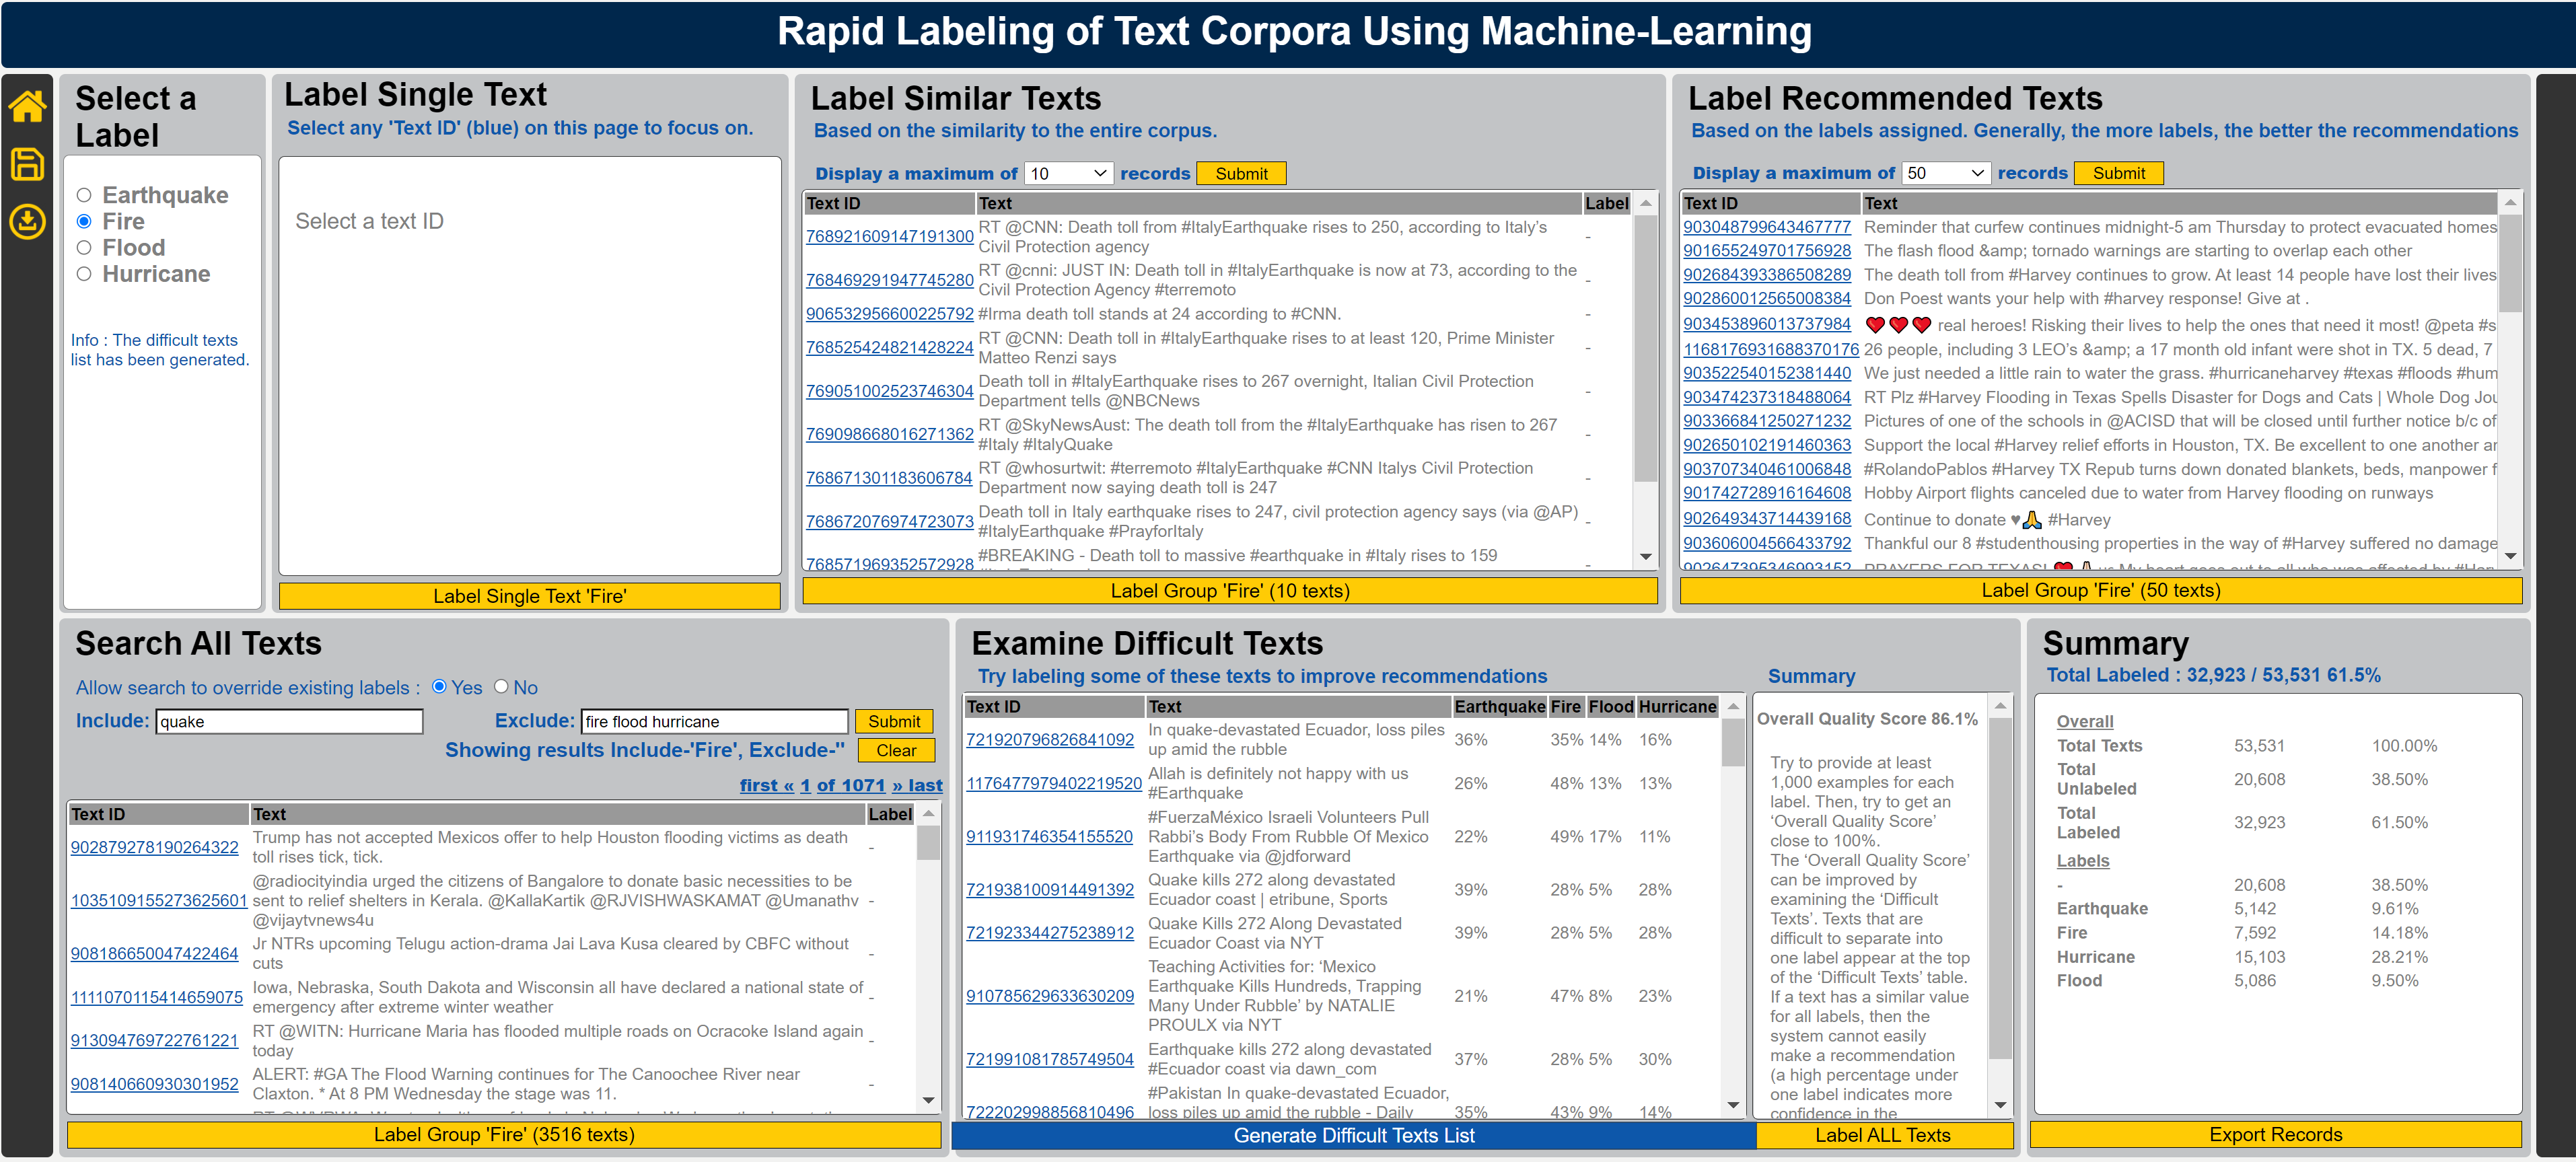 Rapid Labeling of Text Corpora Using Machine-Learning
Select a
Label
Earthquake
Fire
Flood
Hurricane
Info : The difficult texts
list has been generated.
Label Single Text
Select any 'Text ID' (blue) on this page to focus on.
Select a text ID
Label Single Text 'Fire'
Label Similar Texts
Based on the similarity to the entire corpus.
Display a maximum of 10 records Submit
Text ID Text Label
768921609147191300 RT @CNN: Death toll from #ItalyEarthquake rises to 250, according to Italy’s
Civil Protection agency -
768469291947745280 RT @cnni: JUST IN: Death toll in #ItalyEarthquake is now at 73, according to the
Civil Protection Agency #terremoto -
906532956600225792 #Irma death toll stands at 24 according to #CNN. -
768525424821428224 RT @CNN: Death toll in #ItalyEarthquake rises to at least 120, Prime Minister
Matteo Renzi says -
769051002523746304 Death toll in #ItalyEarthquake rises to 267 overnight, Italian Civil Protection
Department tells @NBCNews -
769098668016271362 RT @SkyNewsAust: The death toll from the #ItalyEarthquake has risen to 267
#Italy #ItalyQuake -
768671301183606784 RT @whosurtwit: #terremoto #ItalyEarthquake #CNN Italys Civil Protection
Department now saying death toll is 247 -
768672076974723073 Death toll in Italy earthquake rises to 247, civil protection agency says (via @AP)
#ItalyEarthquake #PrayforItaly -
768571969352572928 #BREAKING - Death toll to massive #earthquake in #Italy rises to 159 -
Label Group 'Fire' (10 texts)
Label Recommended Texts
Based on the labels assigned. Generally, the more labels, the better the recommendations
Display a maximum of 50 records Submit
Text ID Text
903048799643467777 Reminder that curfew continues midnight-5 am Thursday to protect evacuated homes
901655249701756928 The flash flood &amp; tornado warnings are starting to overlap each other
902684393386508289 The death toll from #Harvey continues to grow. At least 14 people have lost their lives
902860012565008384 Don Poest wants your help with #harvey response! Give at .
903453896013737984 ❤️❤️❤️ real heroes! Risking their lives to help the ones that need it most! @peta #s
1168176931688370176 26 people, including 3 LEO’s &amp; a 17 month old infant were shot in TX. 5 dead, 7
903522540152381440 We just needed a little rain to water the grass. #hurricaneharvey #texas #floods #hum
903474237318488064 RT Plz #Harvey Flooding in Texas Spells Disaster for Dogs and Cats | Whole Dog Jou
903366841250271232 Pictures of one of the schools in @ACISD that will be closed until further notice b/c of
902650102191460363 Support the local #Harvey relief efforts in Houston, TX. Be excellent to one another an
903707340461006848 #RolandoPablos #Harvey TX Repub turns down donated blankets, beds, manpower f
901742728916164608 Hobby Airport flights canceled due to water from Harvey flooding on runways
902649343714439168 Continue to donate ♥🙏 #Harvey
903606004566433792 Thankful our 8 #studenthousing properties in the way of #Harvey suffered no damage
902647395346993152 PRAYERS FOR TEXAS! My heart goes out to all who was affected by #Har
Label Group 'Fire' (50 texts)
Search All Texts
Allow search to override existing labels : Yes No
Include: quake Exclude: fire flood hurricane Submit
Showing results Include-'Fire', Exclude-'' Clear
first « 1 of 1071 » last
Text ID Text Label
902879278190264322 Trump has not accepted Mexicos offer to help Houston flooding victims as death
toll rises tick, tick. -
1035109155273625601 @radiocityindia urged the citizens of Bangalore to donate basic necessities to be
sent to relief shelters in Kerala. @KallaKartik @RJVISHWASKAMAT @Umanathv
@vijaytvnews4u -
908186650047422464 Jr NTRs upcoming Telugu action-drama Jai Lava Kusa cleared by CBFC without
cuts -
1111070115414659075 Iowa, Nebraska, South Dakota and Wisconsin all have declared a national state of
emergency after extreme winter weather -
913094769722761221 RT @WITN: Hurricane Maria has flooded multiple roads on Ocracoke Island again
today -
908140660930301952 ALERT: #GA The Flood Warning continues for The Canoochee River near
Claxton. * At 8 PM Wednesday the stage was 11. -
Label Group 'Fire' (3516 texts)
Examine Difficult Texts
Try labeling some of these texts to improve recommendations
Text ID Text Earthquake Fire Flood Hurricane
721920796826841092 In quake-devastated Ecuador, loss piles
up amid the rubble 36% 35% 14% 16%
1176477979402219520 Allah is definitely not happy with us
#Earthquake 26% 48% 13% 13%
911931746354155520 #FuerzaMéxico Israeli Volunteers Pull
Rabbi’s Body From Rubble Of Mexico
Earthquake via @jdforward 22% 49% 17% 11%
721938100914491392 Quake kills 272 along devastated
Ecuador coast | etribune, Sports 39% 28% 5% 28%
721923344275238912 Quake Kills 272 Along Devastated
Ecuador Coast via NYT 39% 28% 5% 28%
910785629633630209 Teaching Activities for: ‘Mexico
Earthquake Kills Hundreds, Trapping
Many Under Rubble’ by NATALIE
PROULX via NYT 21% 47% 8% 23%
721991081785749504 Earthquake kills 272 along devastated
#Ecuador coast via dawn_com 37% 28% 5% 30%
722202998856810496 #Pakistan In quake-devastated Ecuador,
loss piles up amid the rubble - Daily 35% 43% 9% 14%
Generate Difficult Texts List
Summary
Overall Quality Score 86.1%
Try to provide at least
1,000 examples for each
label. Then, try to get an
‘Overall Quality Score’
close to 100%.
The ‘Overall Quality Score’
can be improved by
examining the ‘Difficult
Texts’. Texts that are
difficult to separate into
one label appear at the top
of the ‘Difficult Texts’ table.
If a text has a similar value
for all labels, then the
system cannot easily
make a recommendation
(a high percentage under
one label indicates more
confidence in the
Label ALL Texts
Summary
Total Labeled : 32,923 / 53,531 61.5%
Overall
Total Texts 53,531 100.00%
Total
Unlabeled 20,608 38.50%
Total
Labeled 32,923 61.50%
Labels
- 20,608 38.50%
Earthquake 5,142 9.61%
Fire 7,592 14.18%
Hurricane 15,103 28.21%
Flood 5,086 9.50%
Export Records